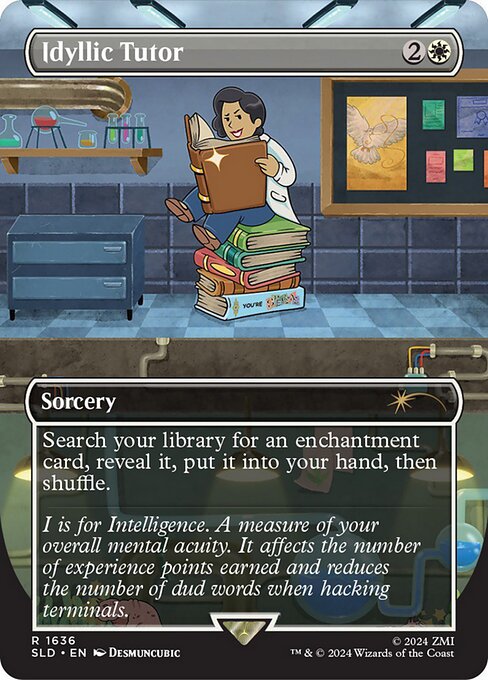 Idyllic Tutor
2
YOU'RE
Sorcery
Search your library for an enchantment
card, reveal it, put it into your hand, then
shuffle.
I is for Intelligence. A measure of your
overall mental acuity. It affects the number
of experience points earned and reduces
the number of dud words when hacking
terminals,
R 1636
SLD • EN DESMUNCUBIC
© 2024 ZMI
™ & © 2024 Wizards of the Coast